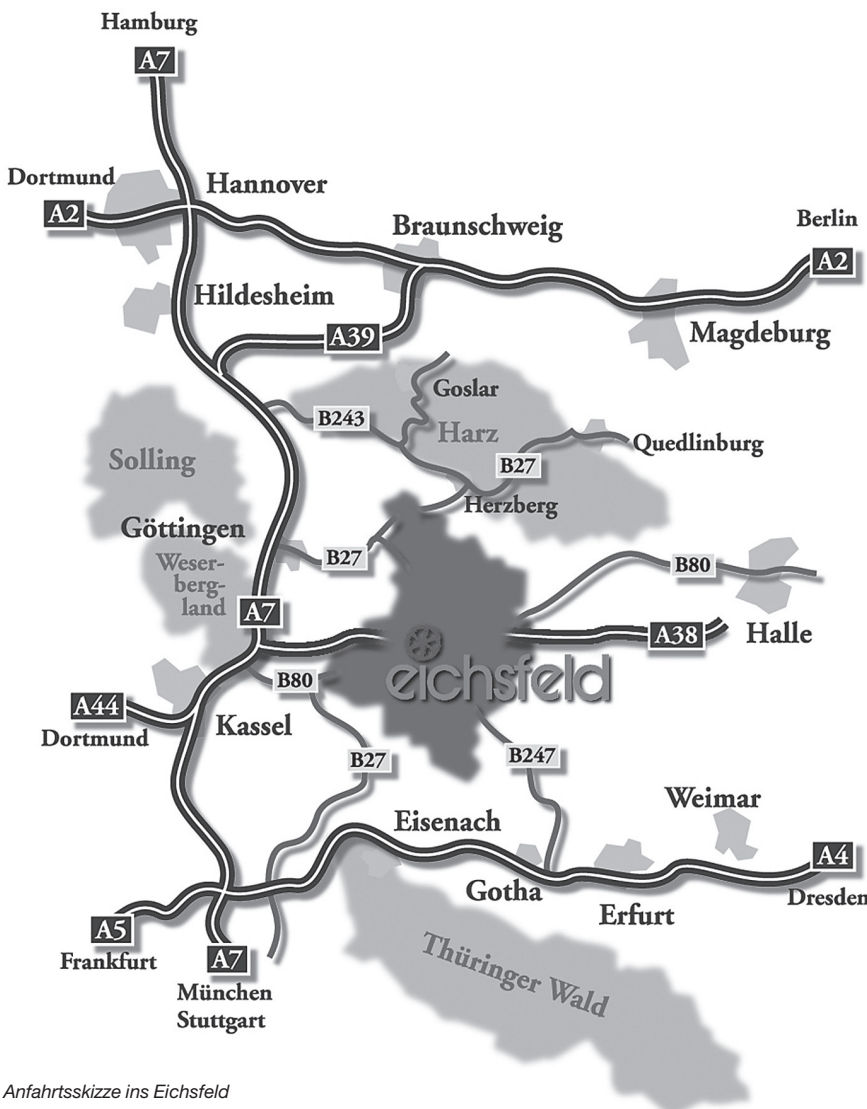 Hamburg
A7
Dortmund
Hannover
A2
Braunschweig
Berlin
A2
Hildesheim
A39
Magdeburg
Goslar
B243
Harz
Quedlinburg
Solling
B27
Herzberg
Göttingen
B27
Weser-
berg-
land
B80
A7
A38
Halle
eichsfeld
B80
A44
Dortmund
Kassel
B27
B247
Weimar
Eisenach
A4
Gotha
Dresden
Erfurt
A5
Frankfurt
A7
München
Stuttgart
Thüringer Wald
Anfahrtsskizze ins Eichsfeld